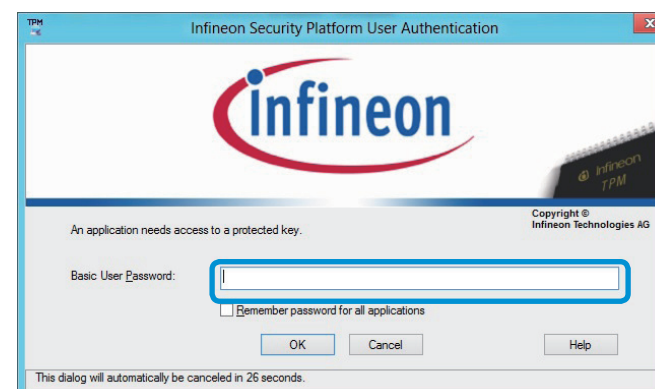 TPM
Infineon Security Platform User Authentication
x
infineon
infineon
TPM
Copyright ©
Infineon Technologies AG
An application needs access to a protected key.
Basic User Password:
Remember password for all applications
OK Cancel Help
This dialog will automatically be canceled in 26 seconds.